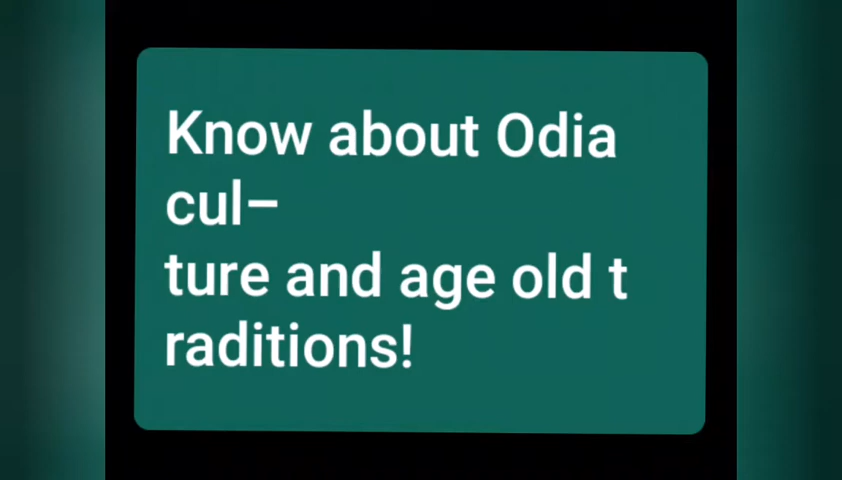 Know about Odia
cul–
ture and age old t
raditions!